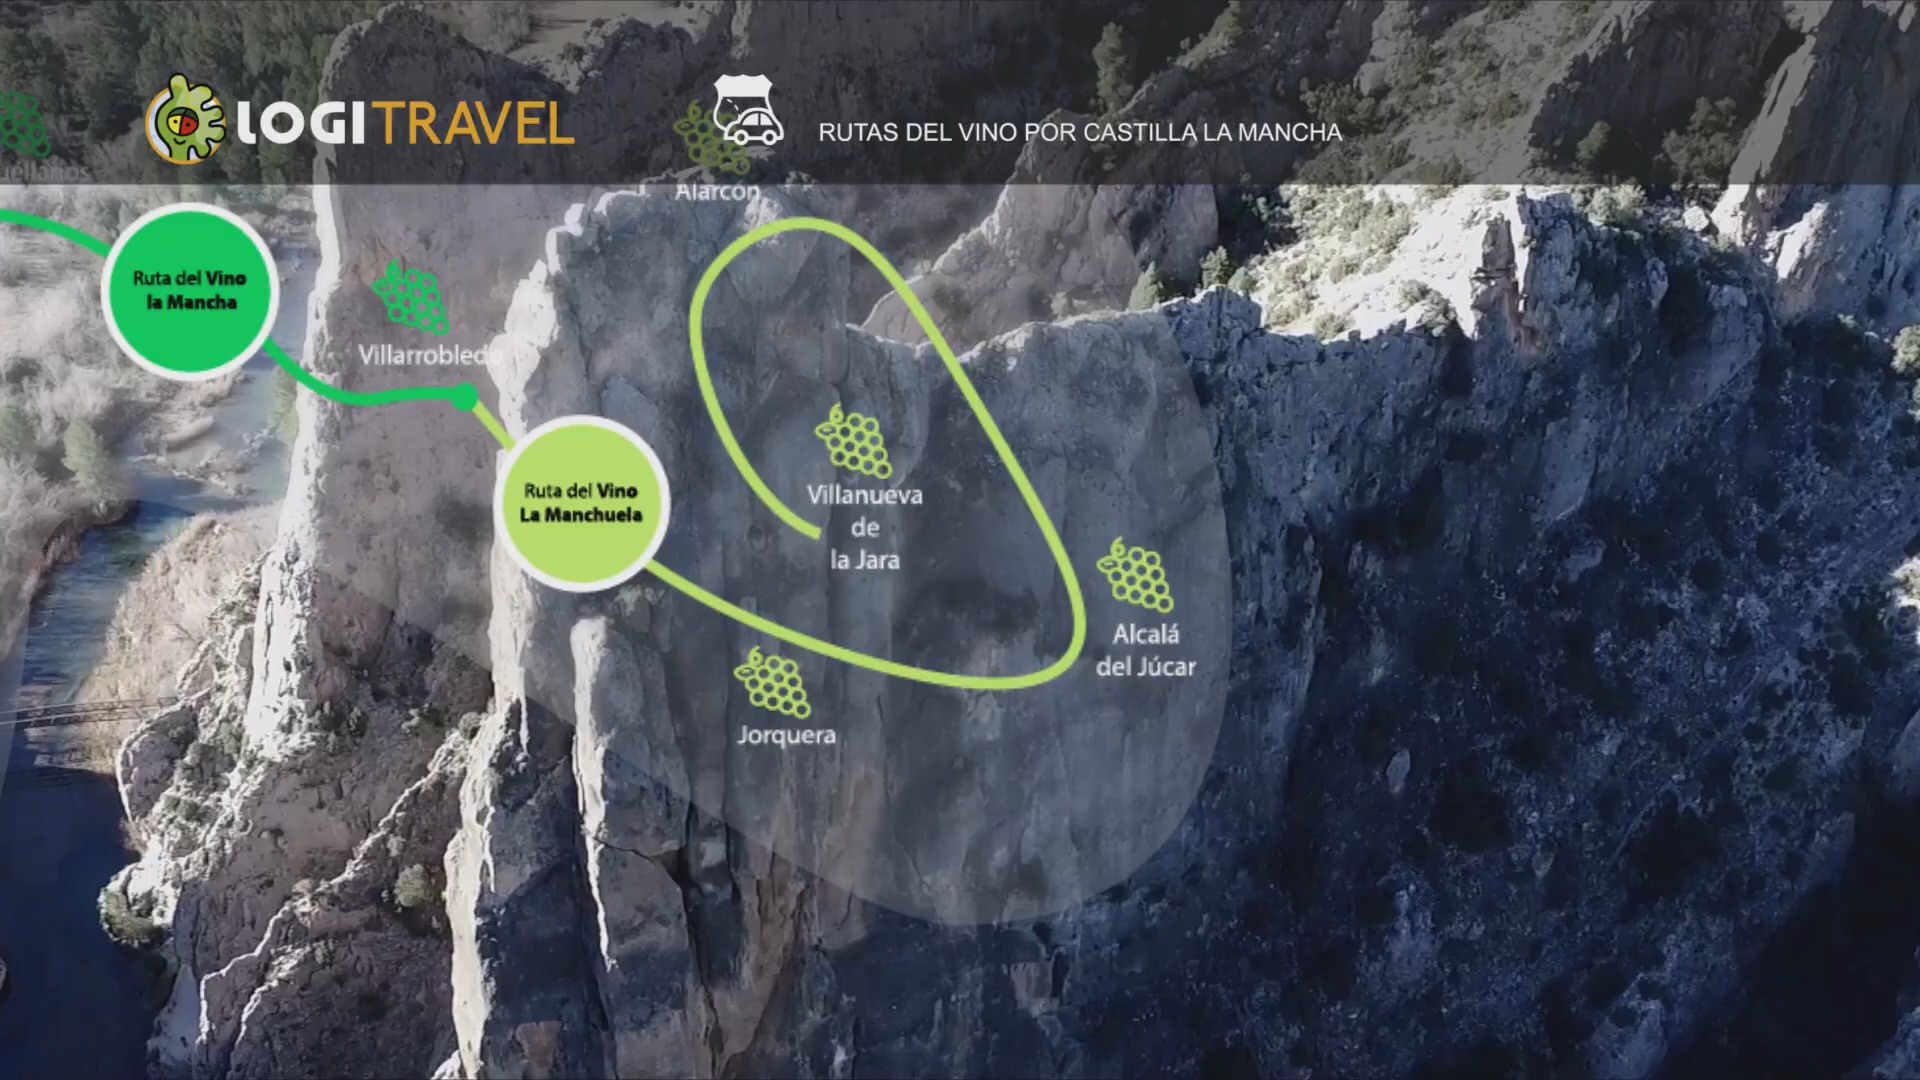 LOGITRAVEL
RUTAS DEL VINO POR CASTILLA LA MANCHA
Alarcón
Ruta del Vino
la Mancha
Villarrobledo
Ruta del Vino
La Manchuela
Villanueva
de
la Jara
Alcalá
del Júcar
Jorquera